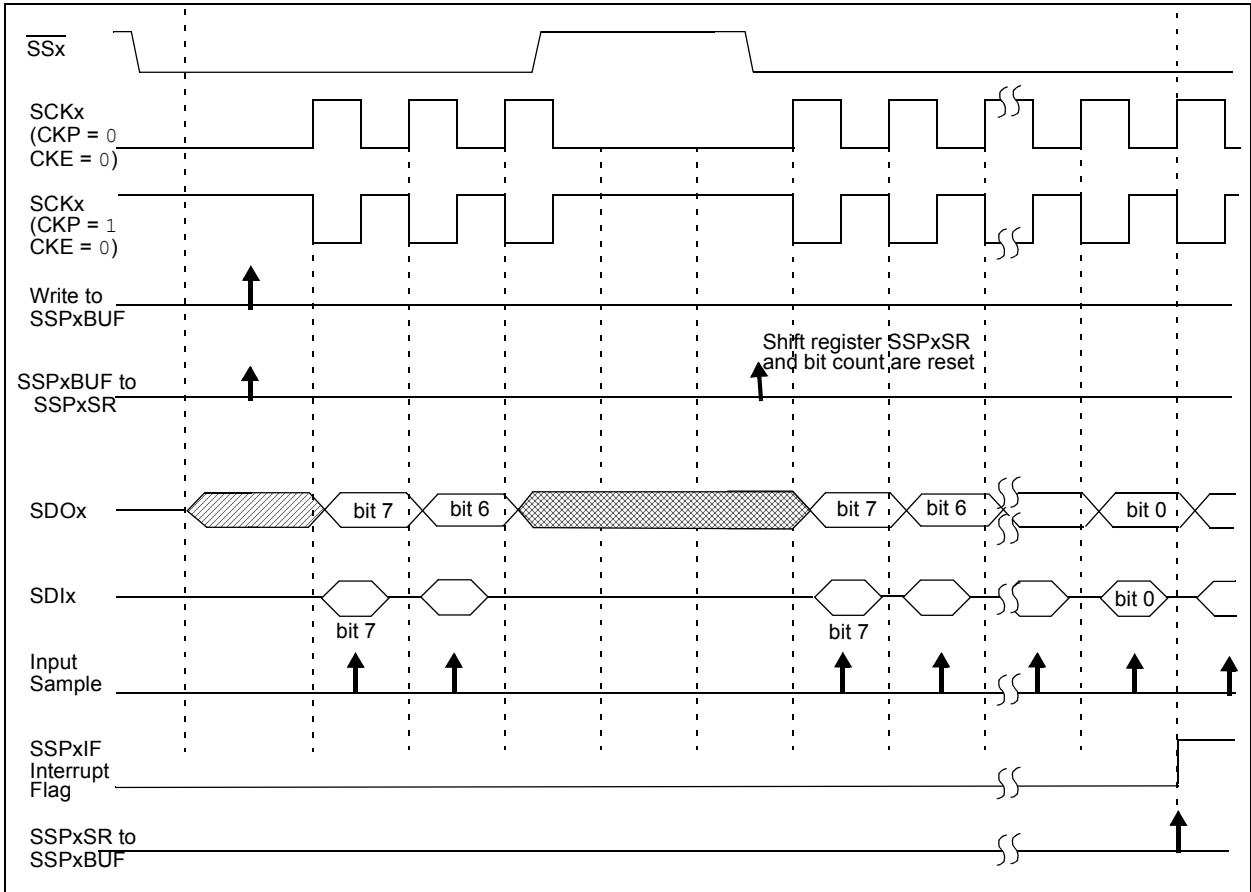 SSx
SCKx
(CKP = 0
CKE = 0)
SCKx
(CKP = 1
CKE = 0)
Write to
SSPxBUF
Shift register SSPxSR
and bit count are reset
SSPxBUF to
SSPxSR
SDOx
bit 7
bit 6
bit 7
bit 6
bit 0
SDIx
bit 0
bit 7
bit 7
Input
Sample
SSPxIF
Interrupt
Flag
SSPxSR to
SSPxBUF